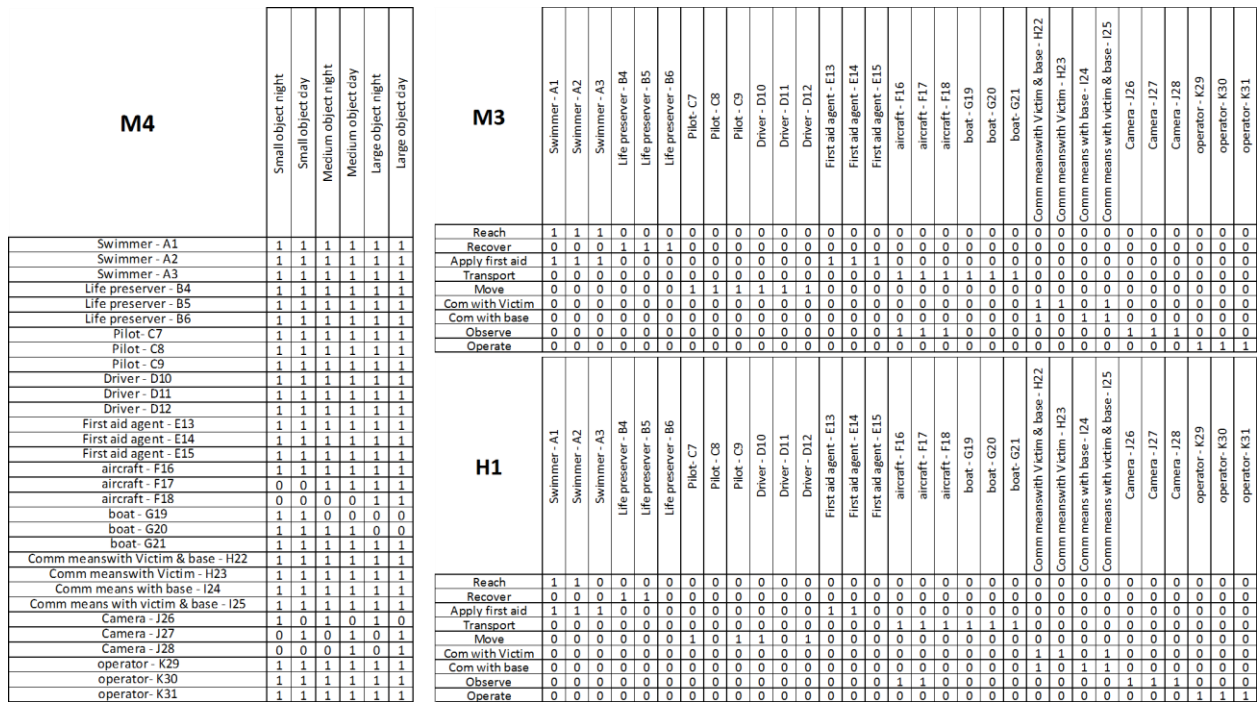 M4
Small object night
Small object day
Medium object night
Medium object day
Large object night
Large object day
Swimmer - A1 1 1 1 1 1 1
Swimmer - A2 1 1 1 1 1 1
Swimmer - A3 1 1 1 1 1 1
Life preserver - B4 1 1 1 1 1 1
Life preserver - B5 1 1 1 1 1 1
Life preserver - B6 1 1 1 1 1 1
Pilot- C7 1 1 1 1 1 1
Pilot - C8 1 1 1 1 1 1
Pilot - C9 1 1 1 1 1 1
Driver - D10 1 1 1 1 1 1
Driver - D11 1 1 1 1 1 1
Driver - D12 1 1 1 1 1 1
First aid agent - E13 1 1 1 1 1 1
First aid agent - E14 1 1 1 1 1 1
First aid agent - E15 1 1 1 1 1 1
aircraft - F16 1 1 1 1 1 1
aircraft - F17 0 0 1 1 1 1
aircraft - F18 0 0 0 0 1 1
boat - G19 1 1 0 0 0 0
boat - G20 1 1 1 1 0 0
boat- G21 1 1 1 1 1 1
Comm meanswith Victim & base - H22 1 1 1 1 1 1
Comm meanswith Victim - H23 1 1 1 1 1 1
Comm means with base - I24 1 1 1 1 1 1
Comm means with victim & base - I25 1 1 1 1 1 1
Camera - J26 1 0 1 0 1 0
Camera - J27 0 1 0 1 0 1
Camera - J28 0 0 0 1 0 1
operator - K29 1 1 1 1 1 1
operator- K30 1 1 1 1 1 1
operator- K31 1 1 1 1 1 1
M3
Swimmer - A1
Swimmer - A2
Swimmer - A3
Life preserver - B4
Life preserver - B5
Life preserver - B6
Pilot- C7
Pilot - C8
Pilot - C9
Driver - D10
Driver - D11
Driver - D12
First aid agent - E13
First aid agent - E14
First aid agent - E15
aircraft - F16
aircraft - F17
aircraft - F18
boat - G19
boat - G20
boat- G21
Comm meanswith Victim & base - H22
Comm meanswith Victim - H23
Comm means with base - I24
Comm means with victim & base - I25
Camera - J26
Camera - J27
Camera - J28
operator - K29
operator- K30
operator- K31
Reach 1 1 1 0 0 0 0 0 0 0 0 0 0 0 0 0 0 0 0 0 0 0 0 0 0 0 0 0 0 0 0
Recover 0 0 0 1 1 1 0 0 0 0 0 0 0 0 0 0 0 0 0 0 0 0 0 0 0 0 0 0 0 0 0
Apply first aid 1 1 1 0 0 0 0 0 0 0 0 0 1 1 1 0 0 0 0 0 0 0 0 0 0 0 0 0 0 0 0
Transport 0 0 0 0 0 0 0 0 0 0 0 0 0 0 0 1 1 1 1 1 1 0 0 0 0 0 0 0 0 0 0
Move 0 0 0 0 0 0 1 1 1 1 1 1 0 0 0 0 0 0 0 0 0 0 0 0 0 0 0 0 0 0 0
Com with Victim 0 0 0 0 0 0 0 0 0 0 0 0 0 0 0 0 0 0 0 0 0 1 1 0 1 0 0 0 0 0 0
Com with base 0 0 0 0 0 0 0 0 0 0 0 0 0 0 0 0 0 0 0 0 0 1 0 1 1 0 0 0 0 0 0
Observe 0 0 0 0 0 0 0 0 0 0 0 0 0 0 0 1 1 1 0 0 0 0 0 0 0 1 1 1 0 0 0
Operate 0 0 0 0 0 0 0 0 0 0 0 0 0 0 0 0 0 0 0 0 0 0 0 0 0 0 0 0 1 1 1
H1
Swimmer - A1
Swimmer - A2
Swimmer - A3
Life preserver - B4
Life preserver - B5
Life preserver - B6
Pilot- C7
Pilot - C8
Pilot - C9
Driver - D10
Driver - D11
Driver - D12
First aid agent - E13
First aid agent - E14
First aid agent - E15
aircraft - F16
aircraft - F17
aircraft - F18
boat - G19
boat - G20
boat- G21
Comm meanswith Victim & base - H22
Comm meanswith Victim - H23
Comm means with base - I24
Comm means with victim & base - I25
Camera - J26
Camera - J27
Camera - J28
operator - K29
operator- K30
operator- K31
Reach 1 1 0 0 0 0 0 0 0 0 0 0 0 0 0 0 0 0 0 0 0 0 0 0 0 0 0 0 0 0 0
Recover 0 0 0 1 1 0 0 0 0 0 0 0 0 0 0 0 0 0 0 0 0 0 0 0 0 0 0 0 0 0 0
Apply first aid 1 1 1 0 0 0 0 0 0 0 0 0 1 1 0 0 0 0 0 0 0 0 0 0 0 0 0 0 0 0 0
Transport 0 0 0 0 0 0 0 0 0 0 0 0 0 0 0 1 1 1 1 1 1 0 0 0 0 0 0 0 0 0 0
Move 0 0 0 0 0 0 1 0 1 1 0 1 0 0 0 0 0 0 0 0 0 0 0 0 0 0 0 0 0 0 0
Com with Victim 0 0 0 0 0 0 0 0 0 0 0 0 0 0 0 0 0 0 0 0 0 1 1 0 1 0 0 0 0 0 0
Com with base 0 0 0 0 0 0 0 0 0 0 0 0 0 0 0 0 0 0 0 0 0 1 0 1 1 0 0 0 0 0 0
Observe 0 0 0 0 0 0 0 0 0 0 0 0 0 0 0 1 1 0 0 0 0 0 0 0 0 1 1 1 0 0 0
Operate 0 0 0 0 0 0 0 0 0 0 0 0 0 0 0 0 0 0 0 0 0 0 0 0 0 0 0 0 1 1 1